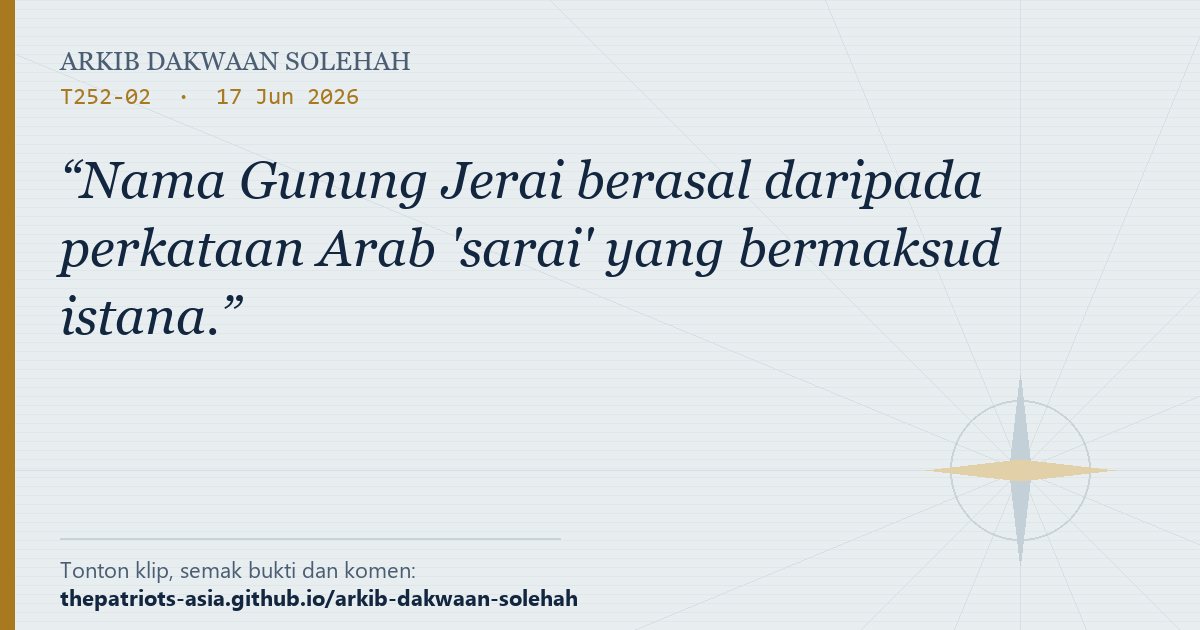 ARKIB DAKWAAN SOLEHAH
T252-02 · 17 Jun 2026
“Nama Gunung Jerai berasal daripada
perkataan Arab 'sarai' yang bermaksud
istana.”
Tonton klip, semak bukti dan komen:
thepatriots-asia.github.io/arkib-dakwaan-solehah